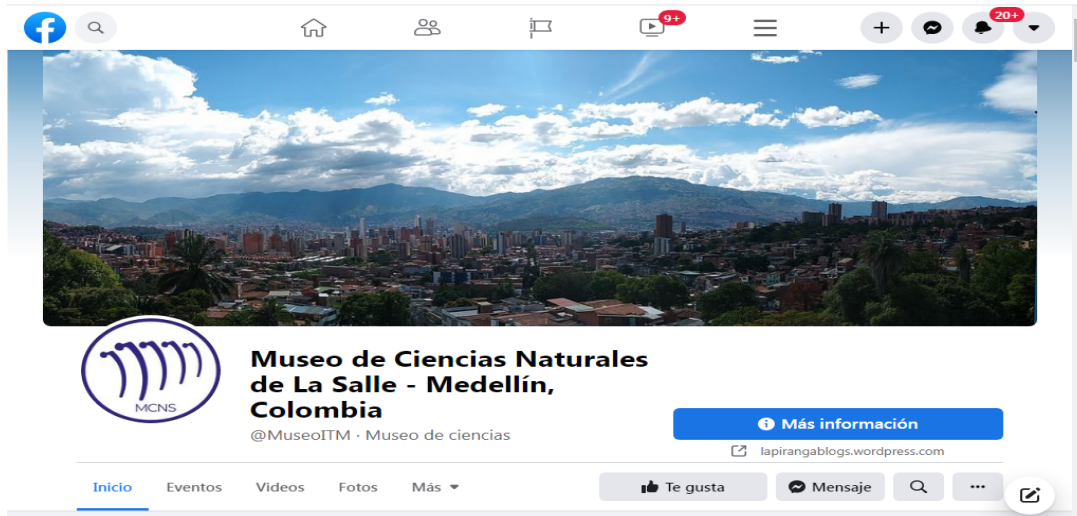 9+
20+
MCNS
Museo de Ciencias Naturales
de La Salle - Medellín,
Colombia
@MuseoITM · Museo de ciencias
Más información
lapirangablogs.wordpress.com
Inicio Eventos Videos Fotos Más
Te gusta Mensaje